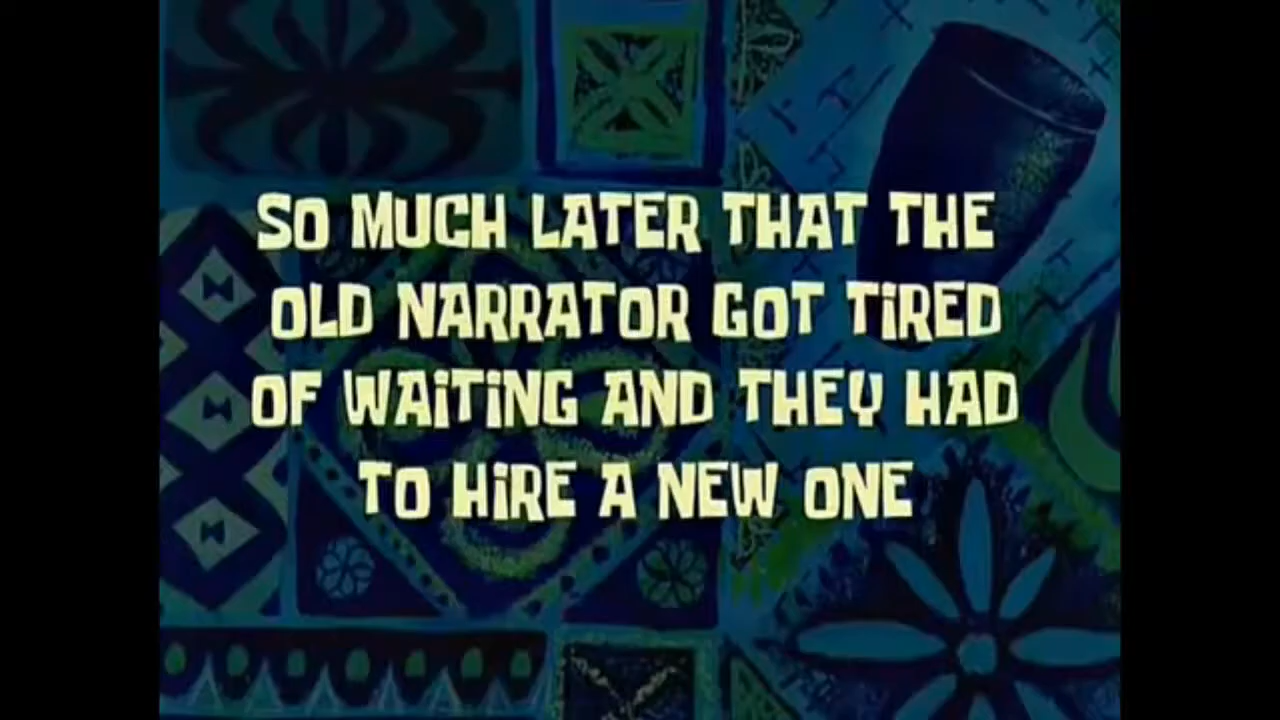 SO MUCH LATER THAT THE
OLD NARRATOR GOT TiRED
OF WAiTiNG AND THEY HAD
TO HiRE A NEW ONE